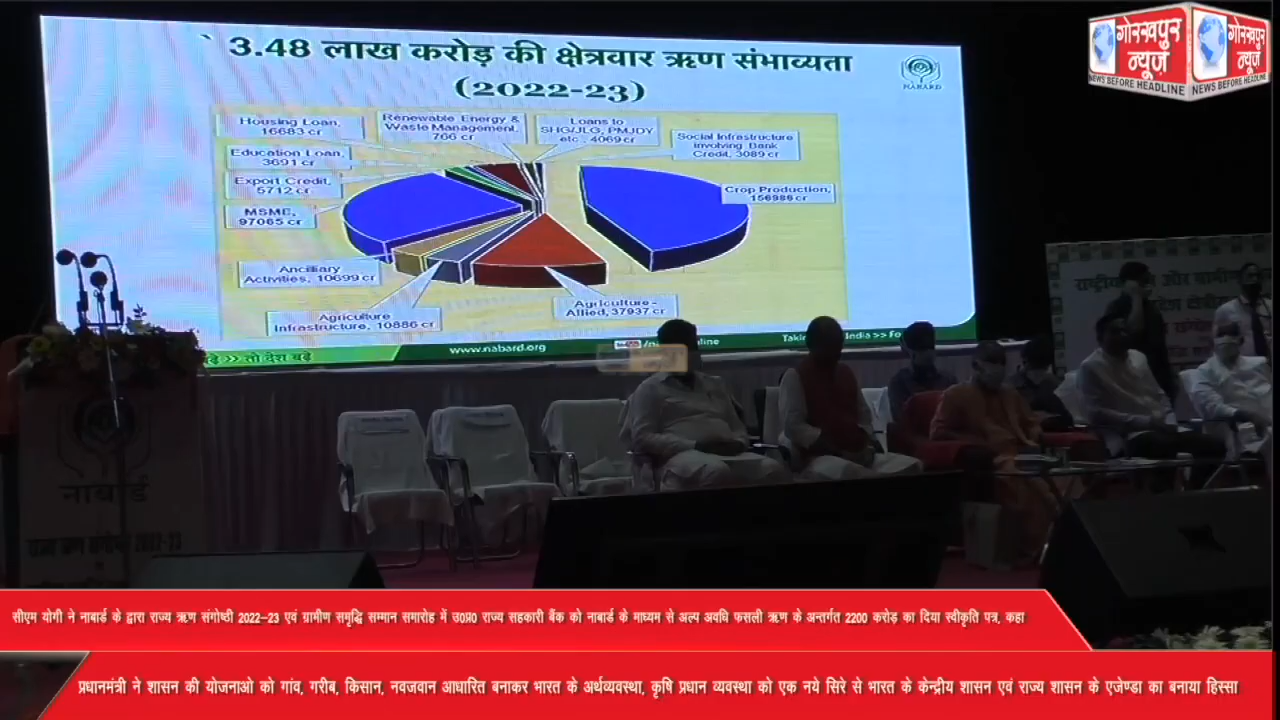 ` 3.48 लाख करोड़ की क्षेत्रवार ऋण संभाव्यता
(2022-23)
NABARD
गोरखपुर
न्यूज़
NEWS BEFORE HEADLINE
गोरखपुर
न्यूज़
NEWS BEFORE HEADLINE
Housing Loan,
16683 cr
Renewable Energy &
Waste Management,
766 cr
Loans to
SHG/JLG, PMJDY
etc., 4069 cr
Social Infrastructure
involving Bank
Credit, 3089 cr
Education Loan,
3691 cr
Export Credit,
5712 cr
Crop Production,
156986 cr
MSME,
97065 cr
Ancilliary
Activities, 10699 cr
Agriculture
Infrastructure, 10886 cr
Agriculture -
Allied, 37937 cr
बढ़े >> तो देश बढ़े
www.nabard.org
नाबार्ड
राज्य ऋण संगोष्ठी 2022-23
सीएम योगी ने नाबार्ड के द्वारा राज्य ऋण संगोष्ठी 2022-23 एवं ग्रामीण समृद्धि सम्मान समारोह में उ0प्र0 राज्य सहकारी बैंक को नाबार्ड के माध्यम से अल्प अवधि फसली ऋण के अन्तर्गत 2200 करोड़ का दिया स्वीकृति पत्र, कहा
प्रधानमंत्री ने शासन की योजनाओ को गांव, गरीब, किसान, नवजवान आधारित बनाकर भारत के अर्थव्यवस्था, कृषि प्रधान व्यवस्था को एक नये सिरे से भारत के केन्द्रीय शासन एवं राज्य शासन के एजेण्डा का बनाया हिस्सा